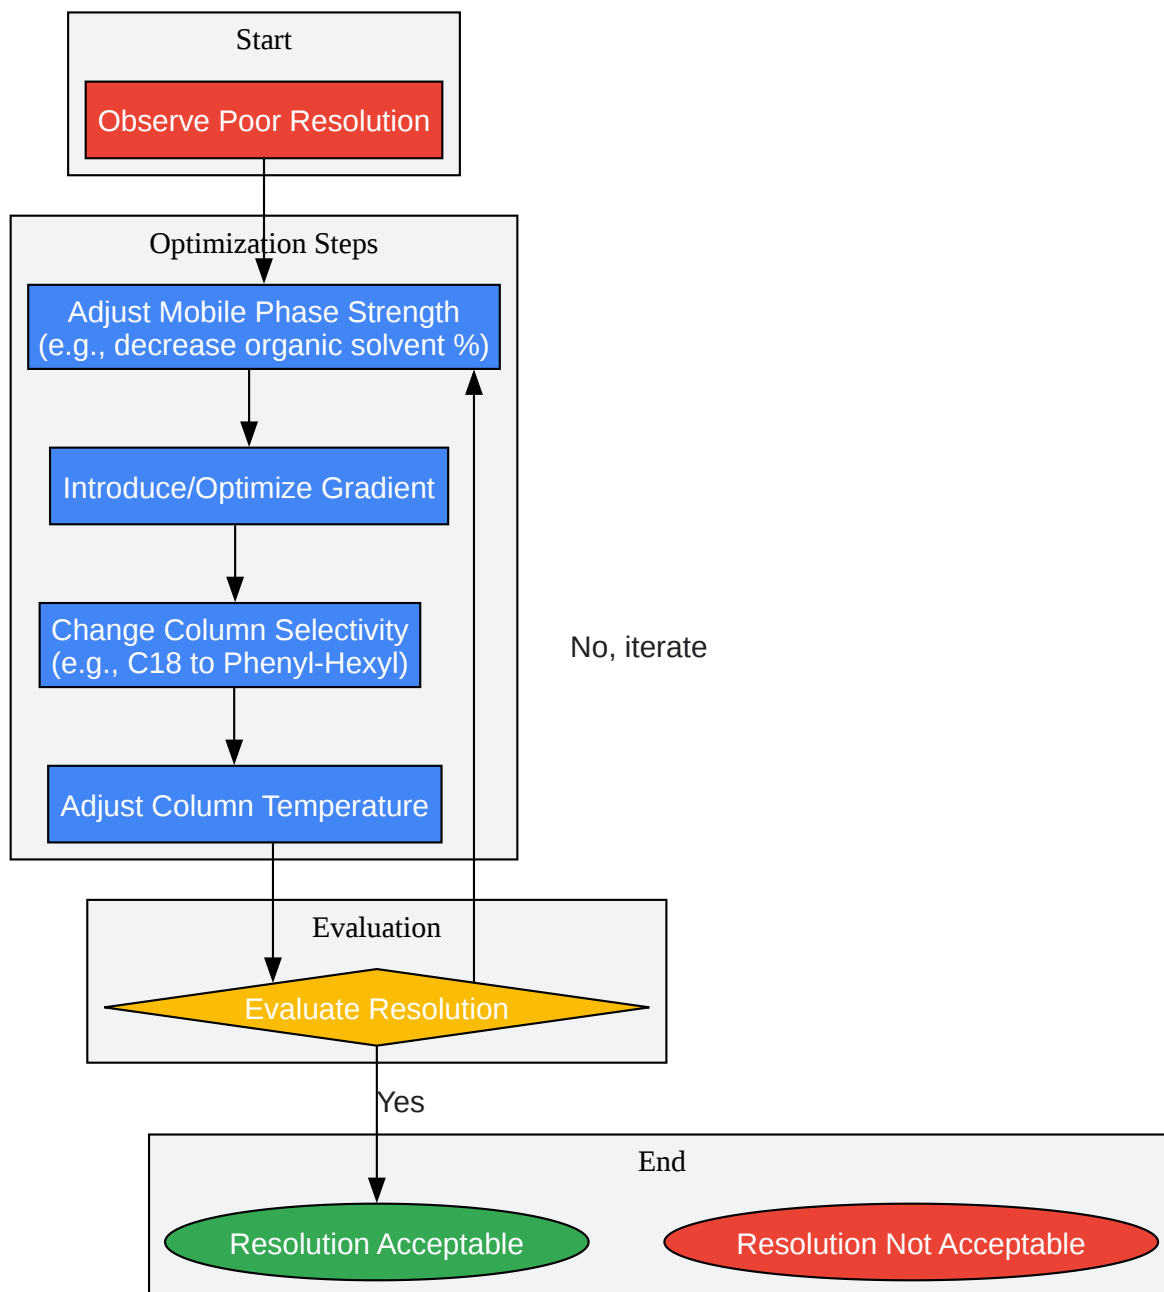 Start
Observe Poor Resolution
Optimization Steps
Adjust Mobile Phase Strength
(e.g., decrease organic solvent %)
Introduce/Optimize Gradient
Change Column Selectivity
(e.g., C18 to Phenyl-Hexyl)
No, iterate
Adjust Column Temperature
Evaluation
Evaluate Resolution
Yes
End
Resolution Acceptable
Resolution Not Acceptable